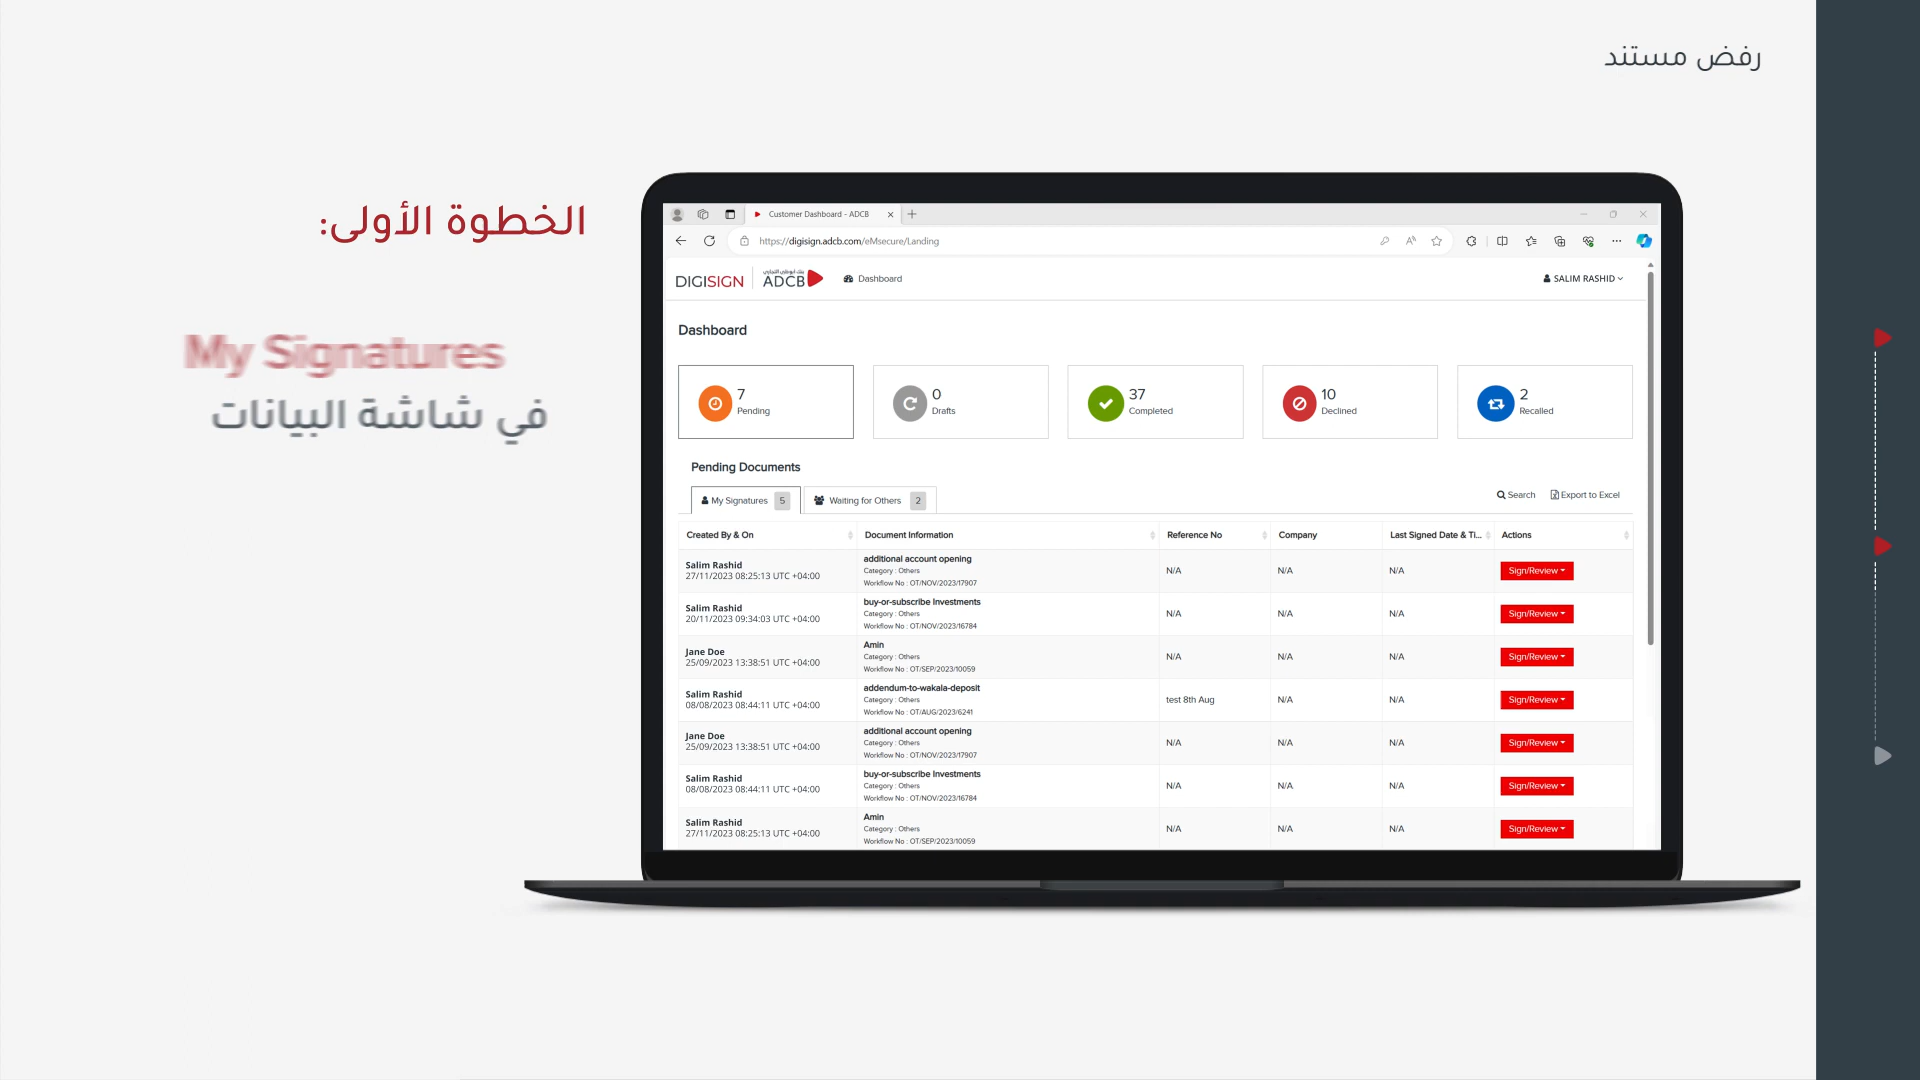 رفض مستند
الخطوة الأولى:
My Signatures
في شاشة البيانات
Customer Dashboard - ADCB
https://digisign.adcb.com/eMsecure/Landing
DIGISIGN
بنك أبوظبي التجاري
ADCB
Dashboard
SALIM RASHID
Dashboard
7
Pending
0
Drafts
37
Completed
10
Declined
2
Recalled
Pending Documents
My Signatures 5
Waiting for Others 2
Search
Export to Excel
Created By & On Document Information Reference No Company Last Signed Date & Ti... Actions
Salim Rashid
27/11/2023 08:25:13 UTC +04:00
additional account opening
Category : Others
Workflow No : OT/NOV/2023/17907
N/A N/A N/A Sign/Review
Salim Rashid
20/11/2023 09:34:03 UTC +04:00
buy-or-subscribe Investments
Category : Others
Workflow No : OT/NOV/2023/16784
N/A N/A N/A Sign/Review
Jane Doe
25/09/2023 13:38:51 UTC +04:00
Amin
Category : Others
Workflow No : OT/SEP/2023/10059
N/A N/A N/A Sign/Review
Salim Rashid
08/08/2023 08:44:11 UTC +04:00
addendum-to-wakala-deposit
Category : Others
Workflow No : OT/AUG/2023/6241
test 8th Aug N/A N/A Sign/Review
Jane Doe
25/09/2023 13:38:51 UTC +04:00
additional account opening
Category : Others
Workflow No : OT/NOV/2023/17907
N/A N/A N/A Sign/Review
Salim Rashid
08/08/2023 08:44:11 UTC +04:00
buy-or-subscribe Investments
Category : Others
Workflow No : OT/NOV/2023/16784
N/A N/A N/A Sign/Review
Salim Rashid
27/11/2023 08:25:13 UTC +04:00
Amin
Category : Others
Workflow No : OT/SEP/2023/10059
N/A N/A N/A Sign/Review